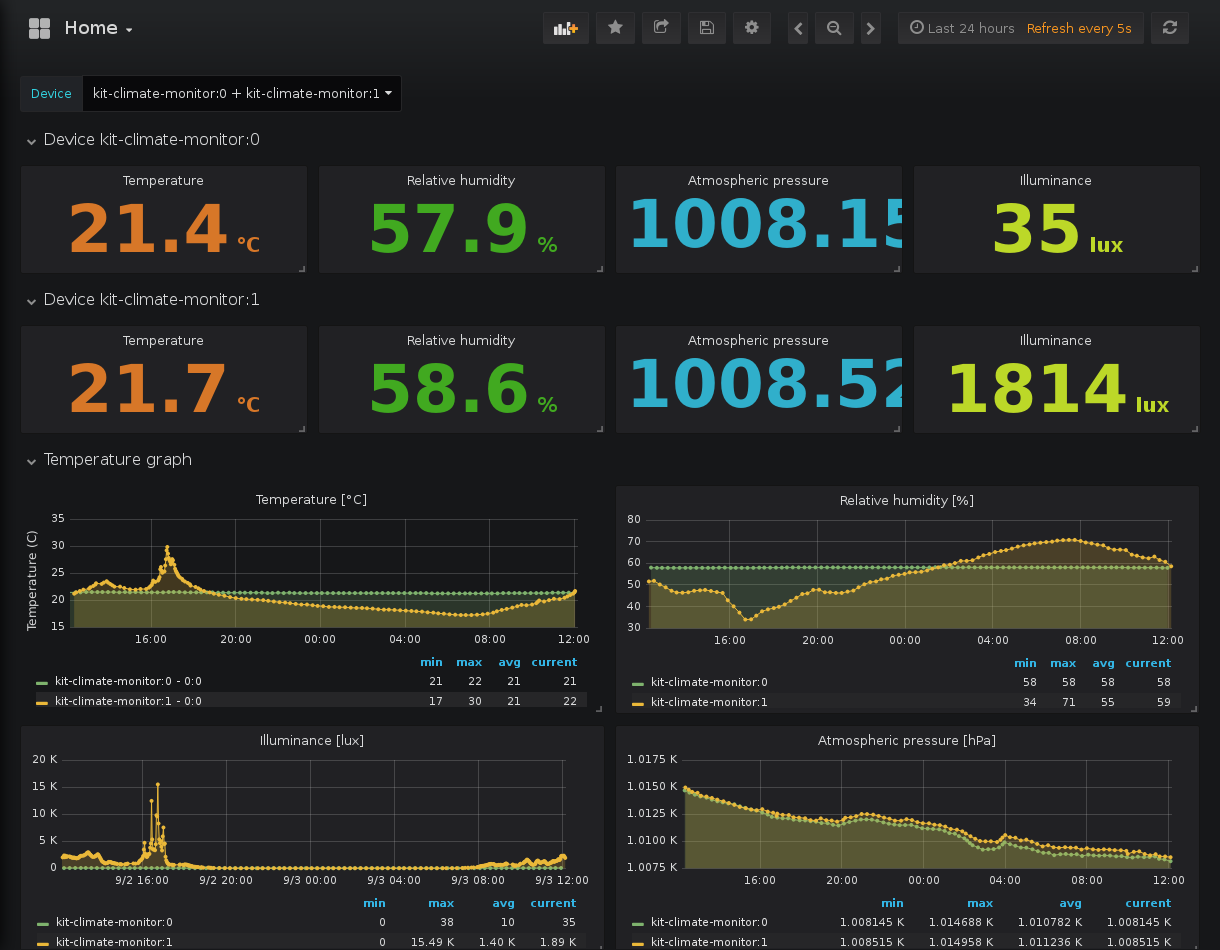 Home
Last 24 hours Refresh every 5s
Device kit-climate-monitor:0 + kit-climate-monitor:1
Device kit-climate-monitor:0
Temperature Relative humidity Atmospheric pressure Illuminance
21.4 °C 57.9 % 1008.15 35 lux
Device kit-climate-monitor:1
Temperature Relative humidity Atmospheric pressure Illuminance
21.7 °C 58.6 % 1008.52 1814 lux
Temperature graph
Temperature [°C]
Temperature (C)
35
30
25
20
15
16:00 20:00 00:00 04:00 08:00 12:00
min max avg current
kit-climate-monitor:0 - 0:0 21 22 21 21
kit-climate-monitor:1 - 0:0 17 30 21 22
Relative humidity [%]
80
70
60
50
40
30
16:00 20:00 00:00 04:00 08:00 12:00
min max avg current
kit-climate-monitor:0 58 58 58 58
kit-climate-monitor:1 34 71 55 59
Illuminance [lux]
20 K
15 K
10 K
5 K
0
9/2 16:00 9/2 20:00 9/3 00:00 9/3 04:00 9/3 08:00 9/3 12:00
min max avg current
kit-climate-monitor:0 0 38 10 35
kit-climate-monitor:1 0 15.49 K 1.40 K 1.89 K
Atmospheric pressure [hPa]
1.0175 K
1.0150 K
1.0125 K
1.0100 K
1.0075 K
16:00 20:00 00:00 04:00 08:00 12:00
min max avg current
kit-climate-monitor:0 1.008145 K 1.014688 K 1.010782 K 1.008145 K
kit-climate-monitor:1 1.008515 K 1.014958 K 1.011236 K 1.008515 K